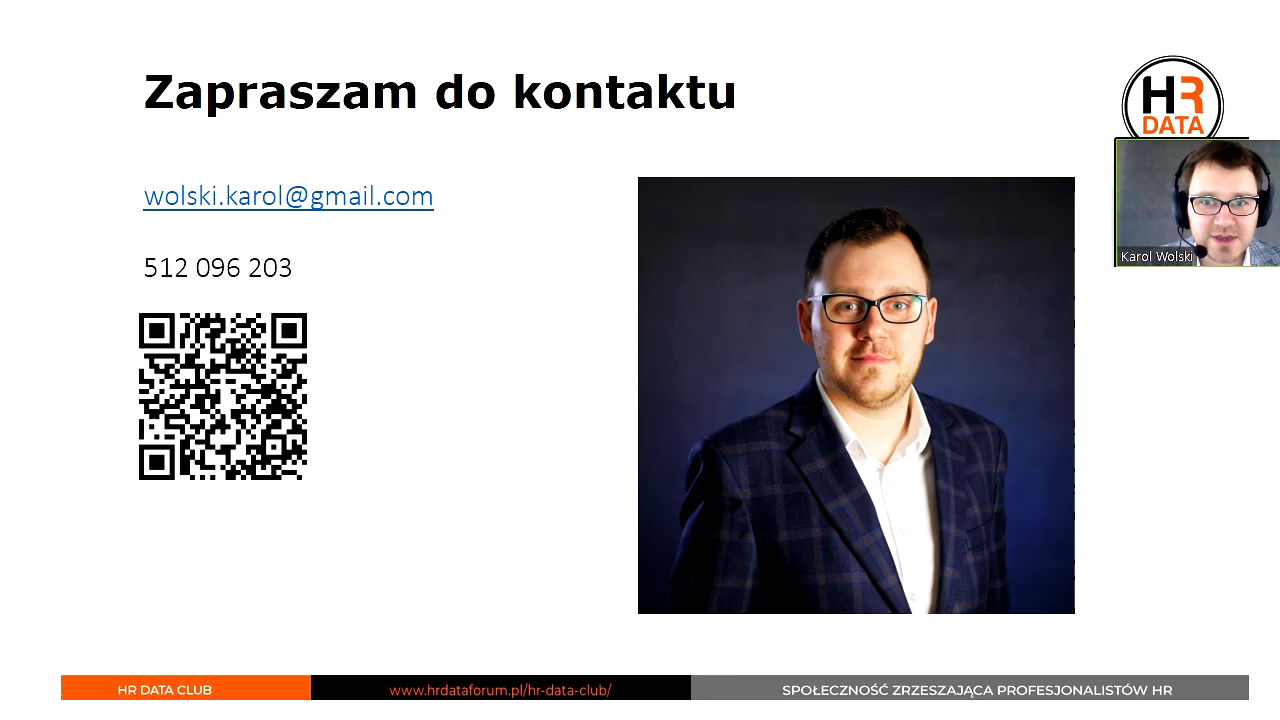 Zapraszam do kontaktu
HR
DATA
wolski.karol@gmail.com
512 096 203
Karol Wolski
HR DATA CLUB
www.hrdataforum.pl/hr-data-club/
SPOŁECZNOŚĆ ZRZESZAJĄCA PROFESJONALISTÓW HR